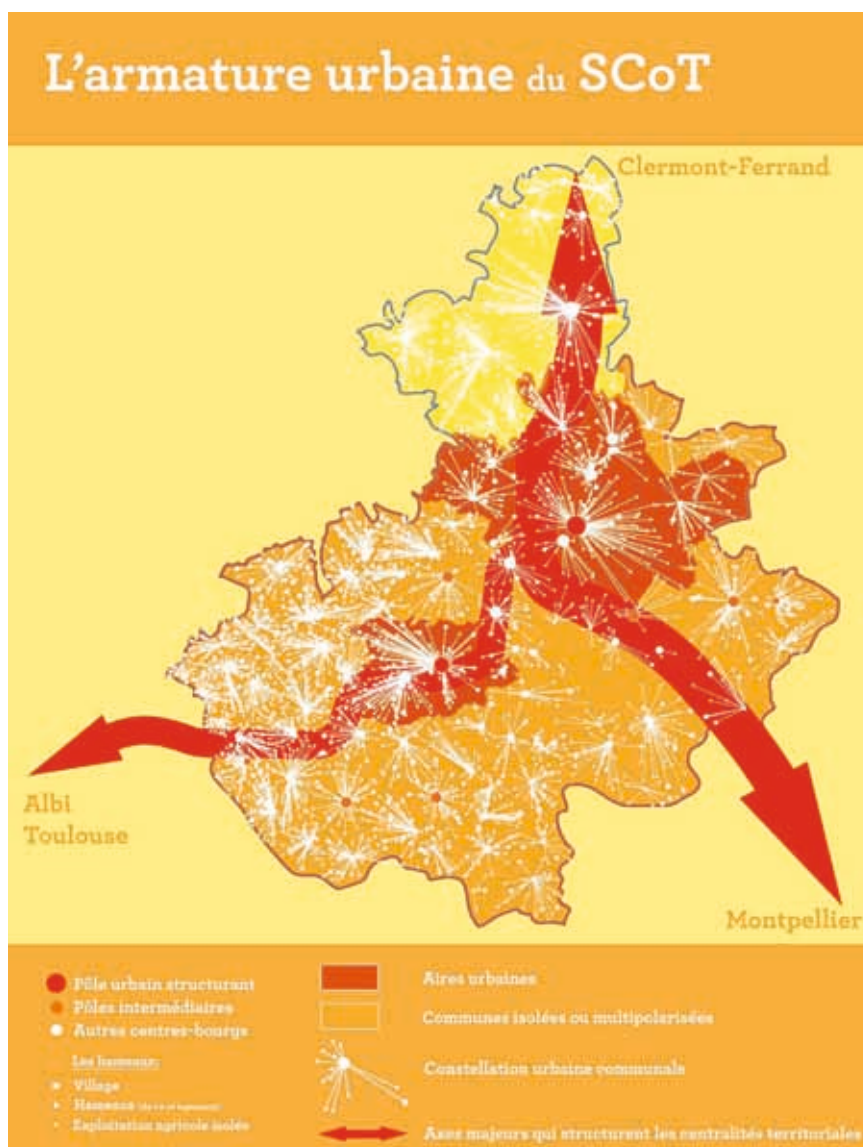 L'armature urbaine du SCoT
Clermont-Ferrand
Albi
Toulouse
Montpellier
Pôle urbain structurant
Pôles intermédiaires
Autres centres-bourgs
Les hameaux:
Village
Hameaux
Exploitation agricole isolée
Aires urbaines
Communes isolées ou multipolarisées
Constellation urbaine communale
Axes majeurs qui structurent les centralités territoriales